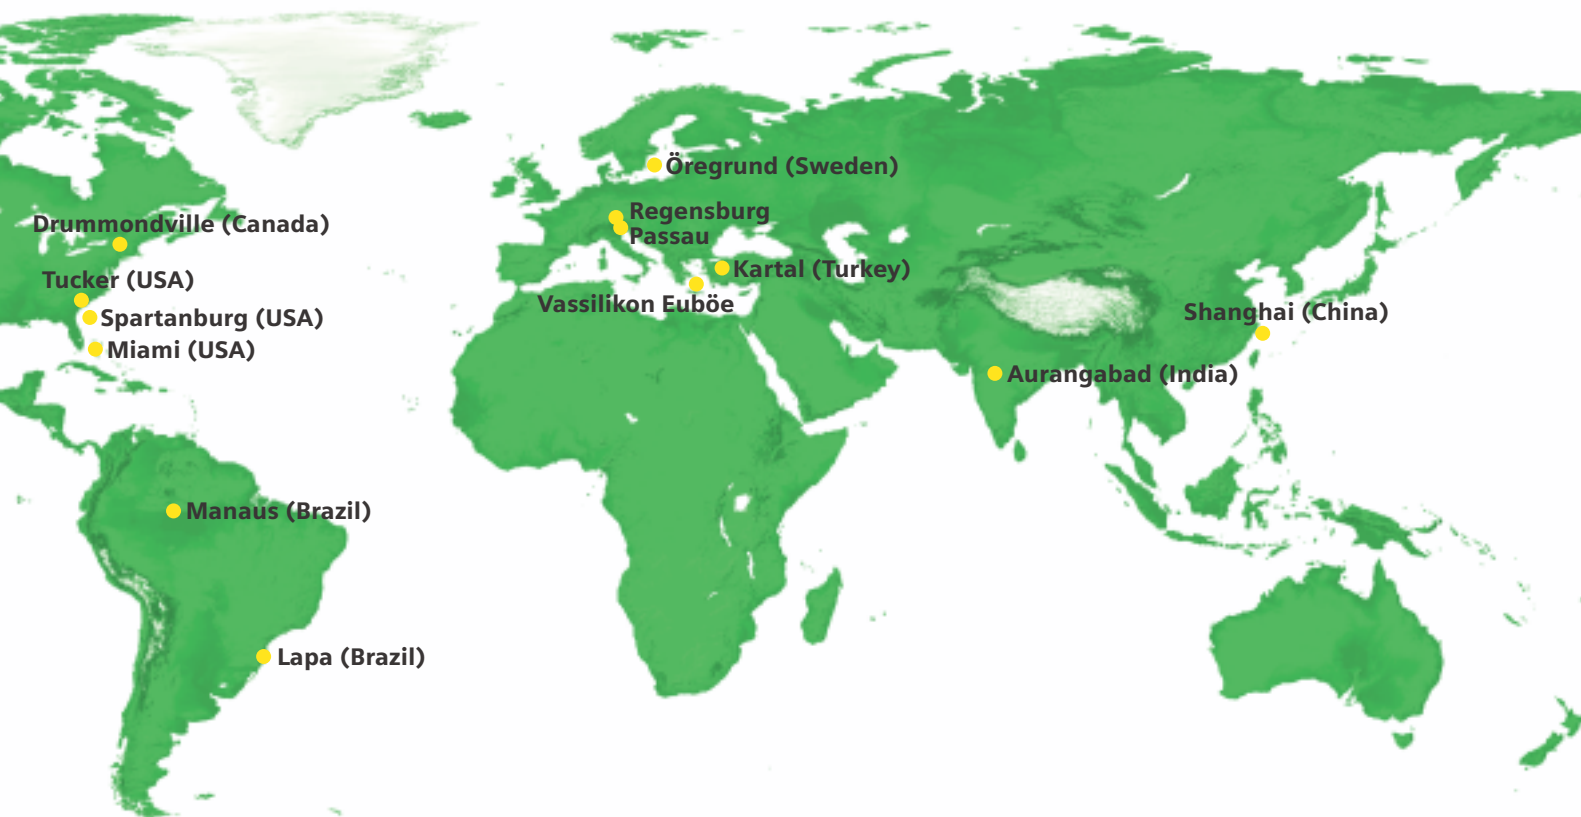 Öregrund (Sweden)
Drummondville (Canada)
Regensburg
Passau
Kartal (Turkey)
Tucker (USA)
Vassilikon Euböe
Spartanburg (USA)
Shanghai (China)
Miami (USA)
Aurangabad (India)
Manaus (Brazil)
Lapa (Brazil)